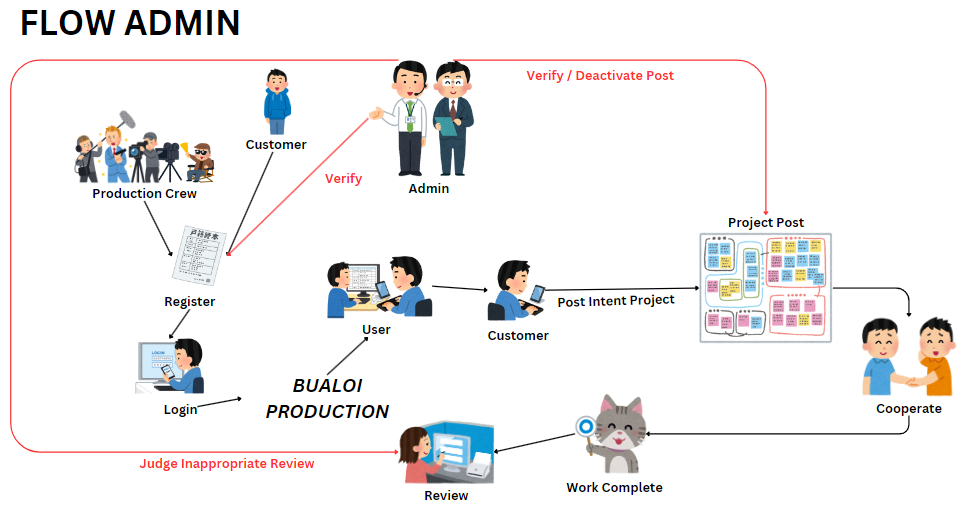 FLOW ADMIN
Verify / Deactivate Post
Customer
Production Crew
Verify
Admin
Project Post
戸籍謄本
Register
User
Customer
Post Intent Project
LOGIN
Login
BUALOI
PRODUCTION
Cooperate
Judge Inappropriate Review
Review
Work Complete